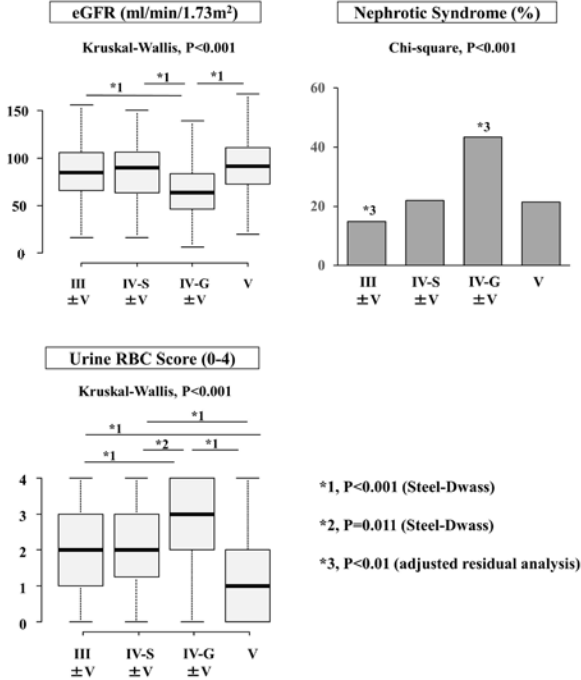 eGFR (ml/min/1.73m²)
Kruskal-Wallis, P<0.001
*1
*1
*1
150
100
50
0
III
±V
IV-S
±V
IV-G
±V
V
Nephrotic Syndrome (%)
Chi-square, P<0.001
60
40
20
0
*3
*3
III
±V
IV-S
±V
IV-G
±V
V
Urine RBC Score (0-4)
Kruskal-Wallis, P<0.001
*1
*1
*2
*1
*1
4
3
2
1
0
III
±V
IV-S
±V
IV-G
±V
V
*1, P<0.001 (Steel-Dwass)
*2, P=0.011 (Steel-Dwass)
*3, P<0.01 (adjusted residual analysis)